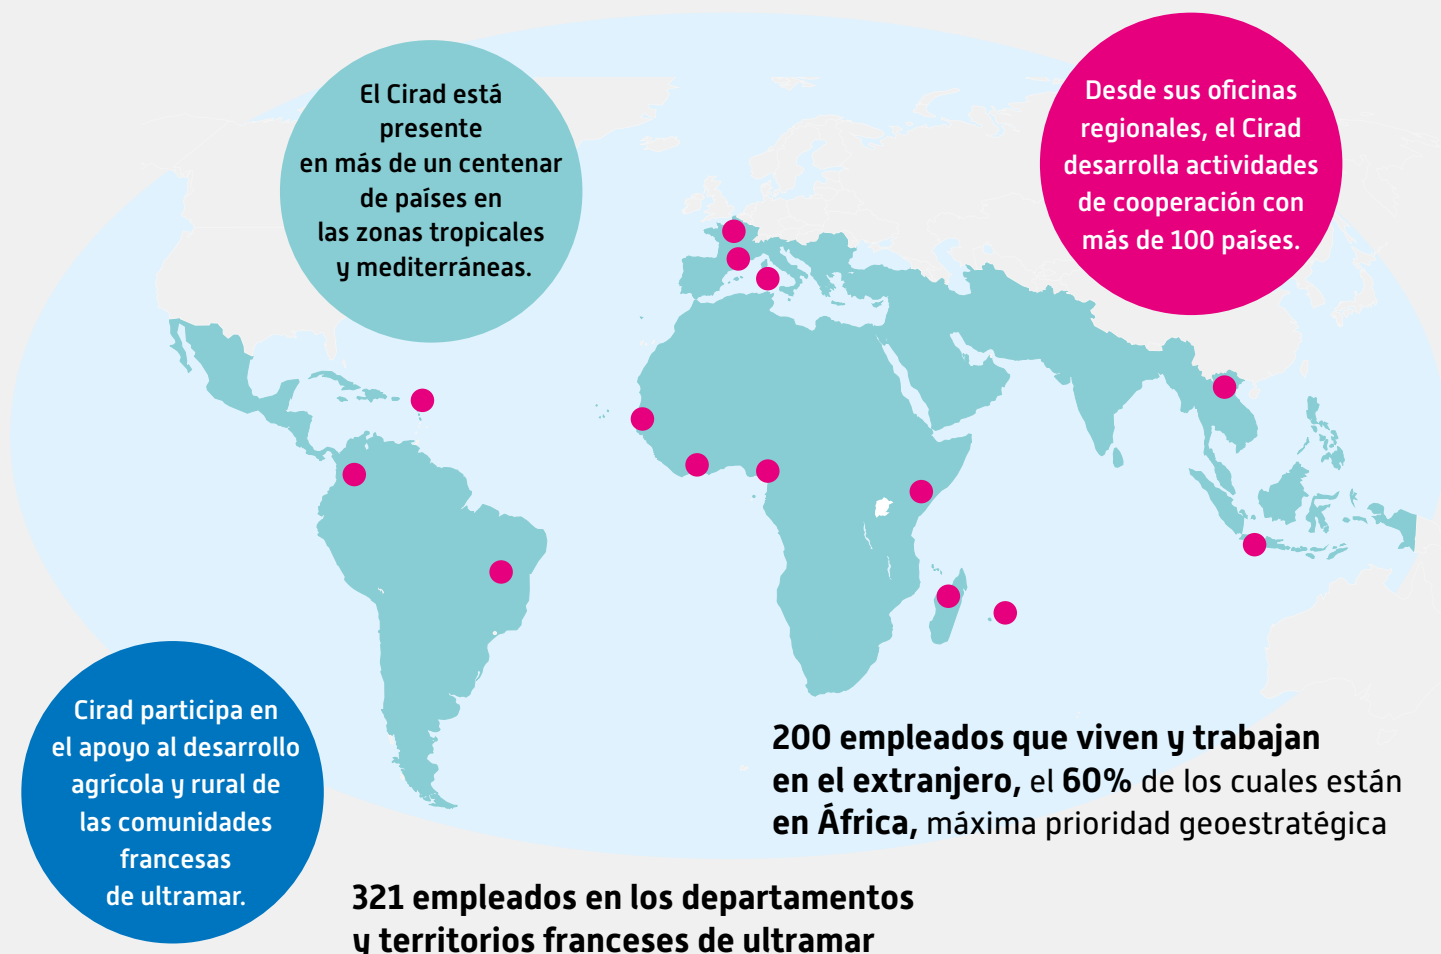 El Cirad está
presente
en más de un centenar
de países en
las zonas tropicales
y mediterráneas.
Desde sus oficinas
regionales, el Cirad
desarrolla actividades
de cooperación con
más de 100 países.
Cirad participa en
el apoyo al desarrollo
agrícola y rural de
las comunidades
francesas
de ultramar.
200 empleados que viven y trabajan
en el extranjero, el 60% de los cuales están
en África, máxima prioridad geoestratégica
321 empleados en los departamentos
y territorios franceses de ultramar